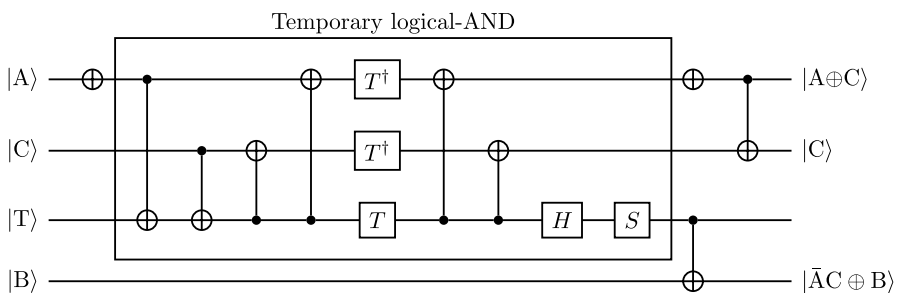 Temporary logical-AND
|A⟩ T† |A⊕C⟩
|C⟩ T† |C⟩
|T⟩ T H S
|B⟩ |ĀC ⊕ B⟩